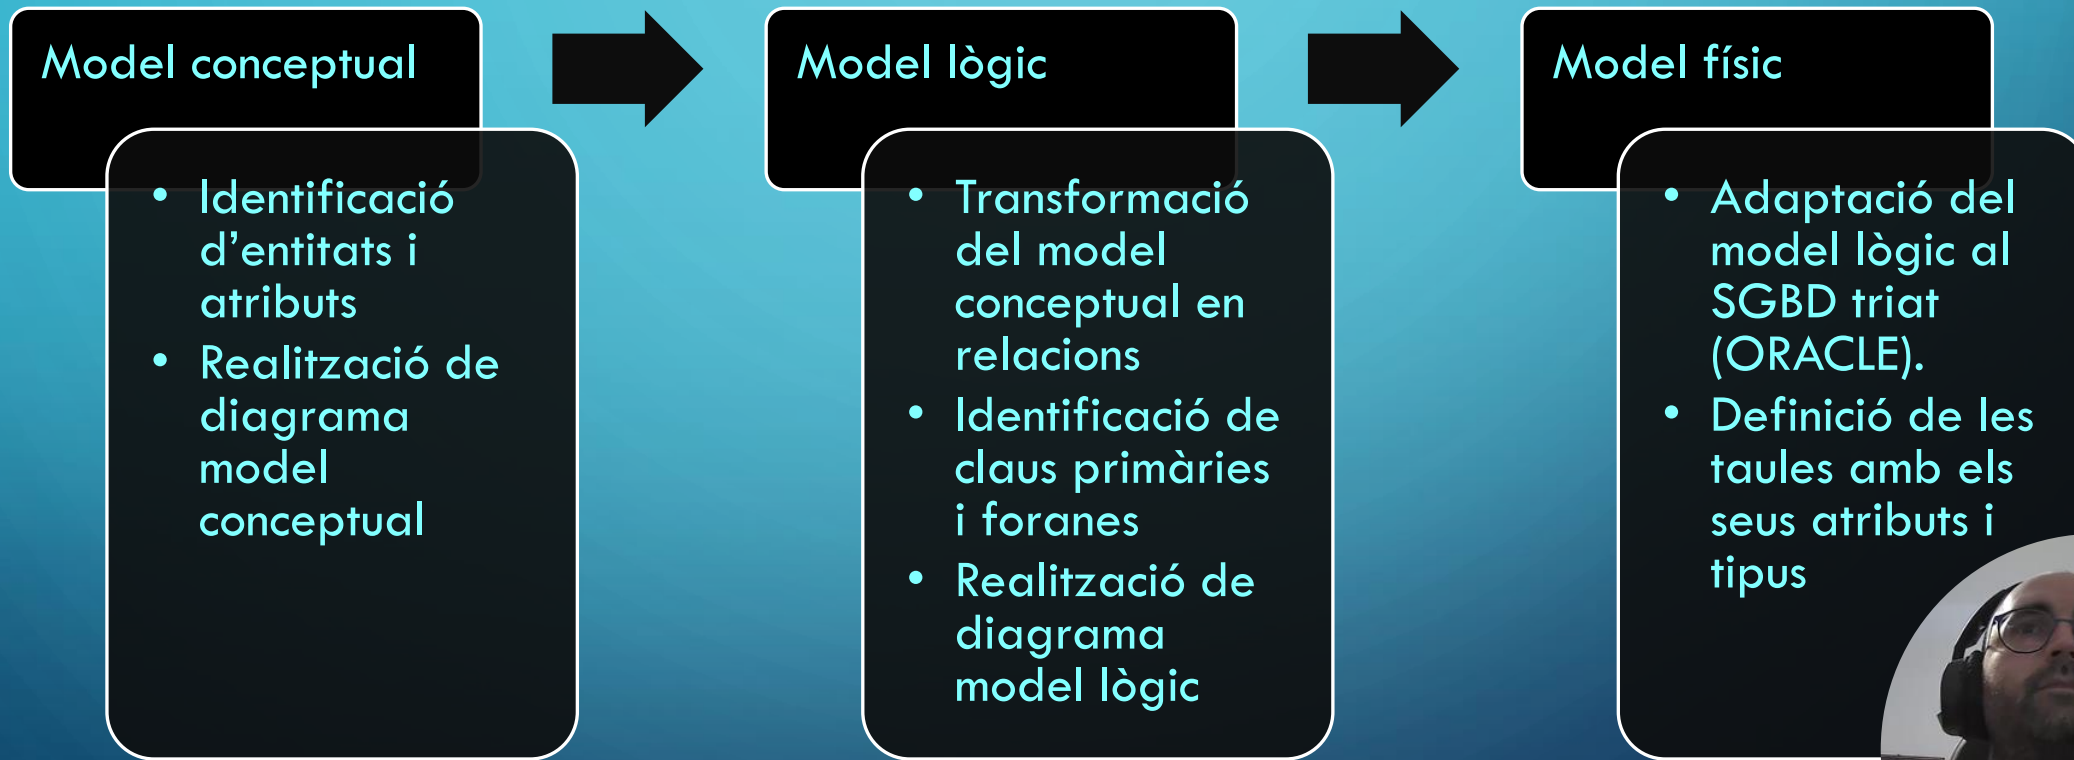 Model conceptual
• Identificació
d’entitats i
atributs
• Realització de
diagrama
model
conceptual
Model lògic
• Transformació
del model
conceptual en
relacions
• Identificació de
claus primàries
i foranes
• Realització de
diagrama
model lògic
Model físic
• Adaptació del
model lògic al
SGBD triat
(ORACLE).
• Definició de les
taules amb els
seus atributs i
tipus